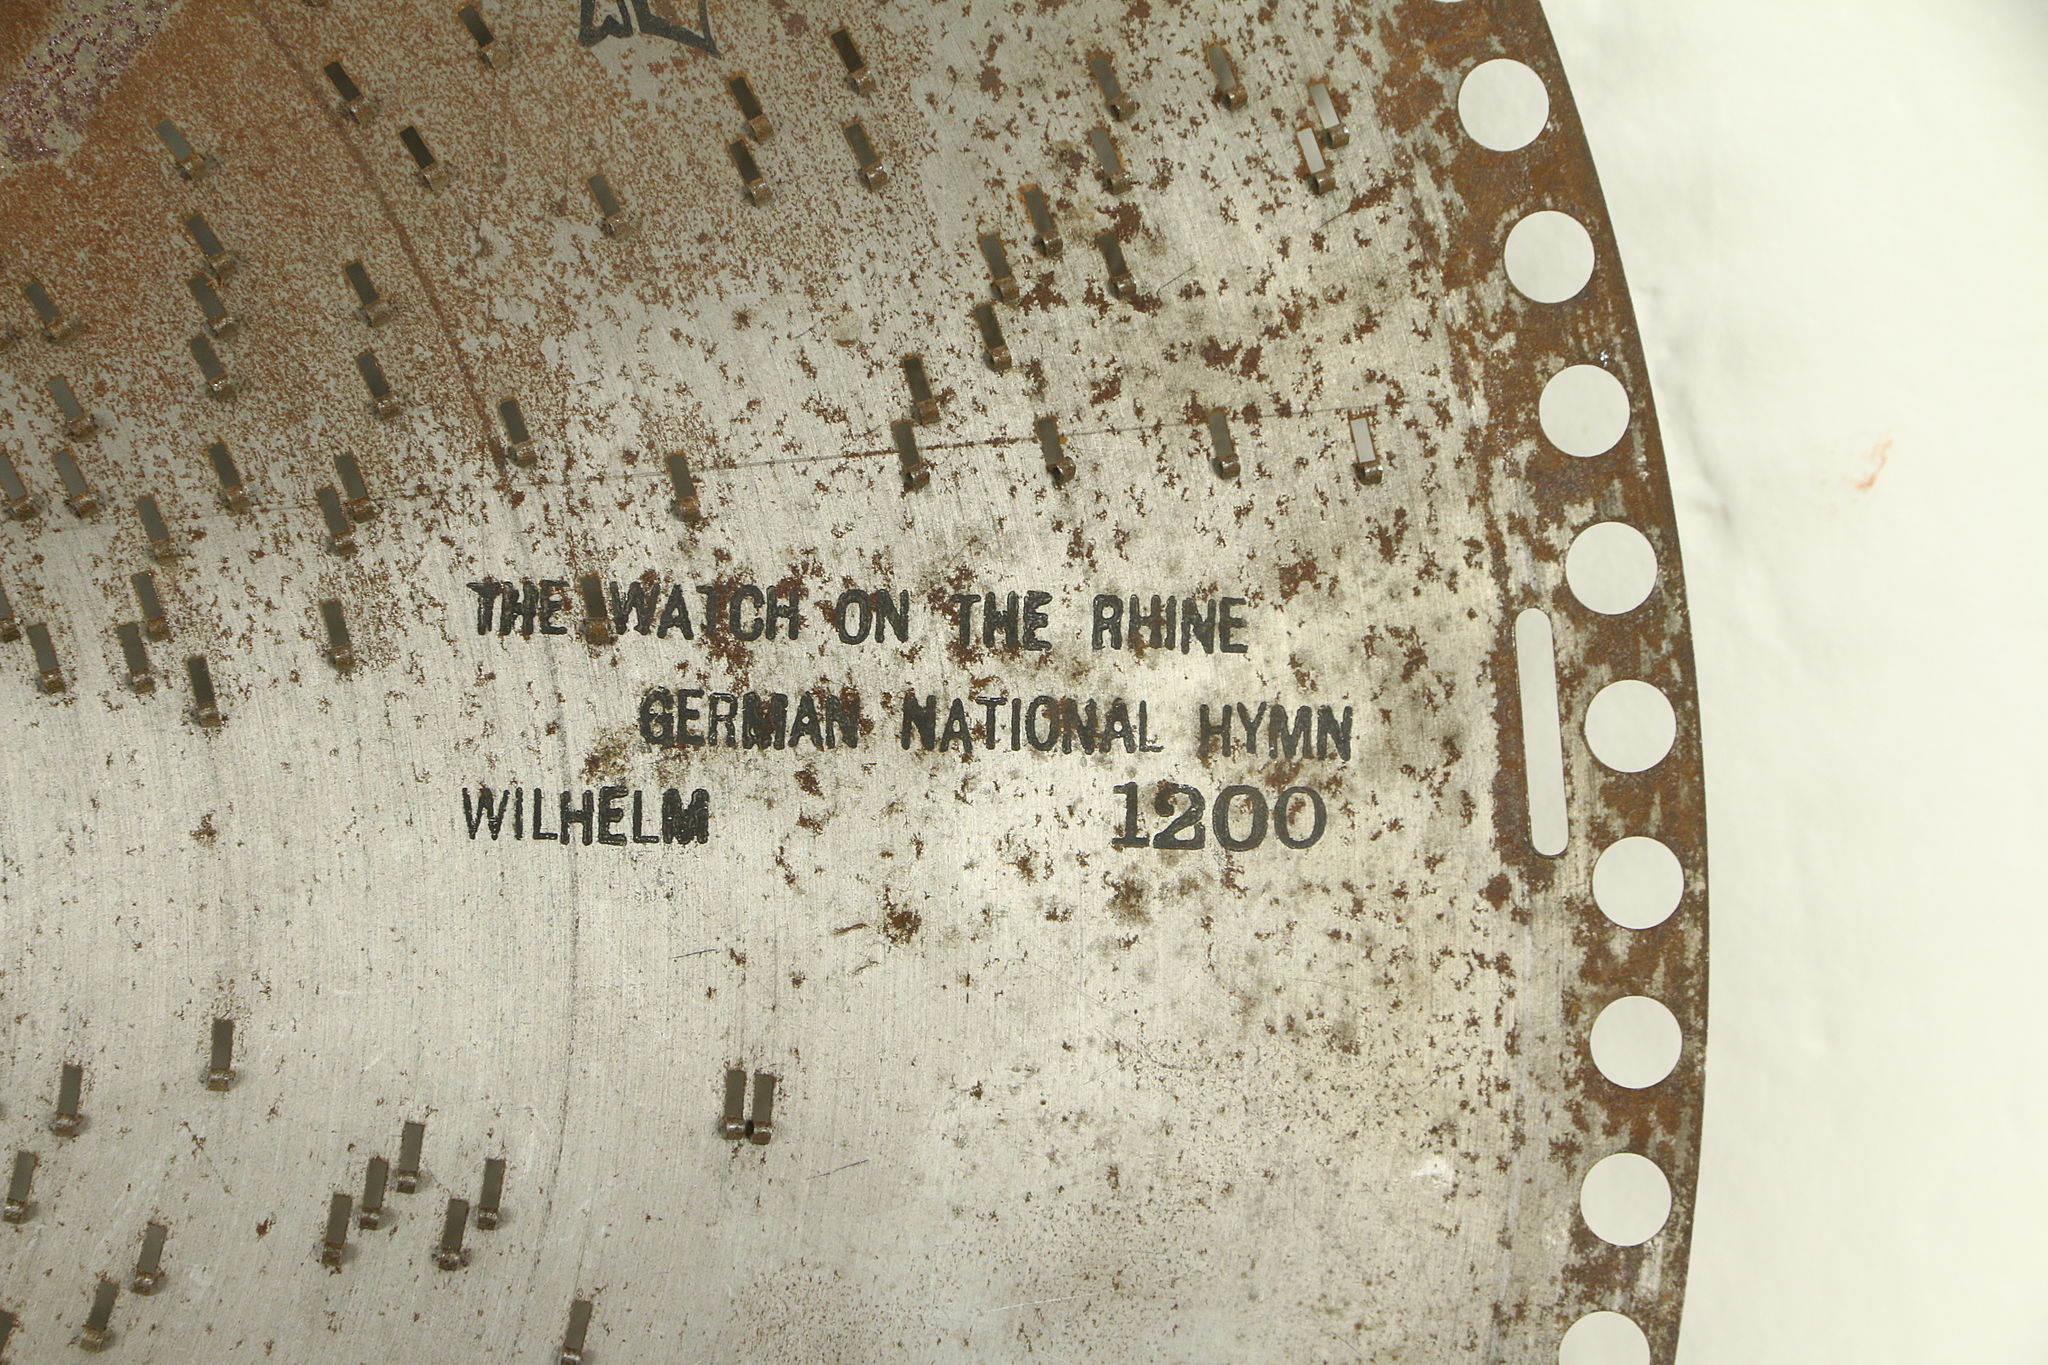 THE WATCH ON THE RHINE
GERMAN NATIONAL HYMN
WILHELM 1200